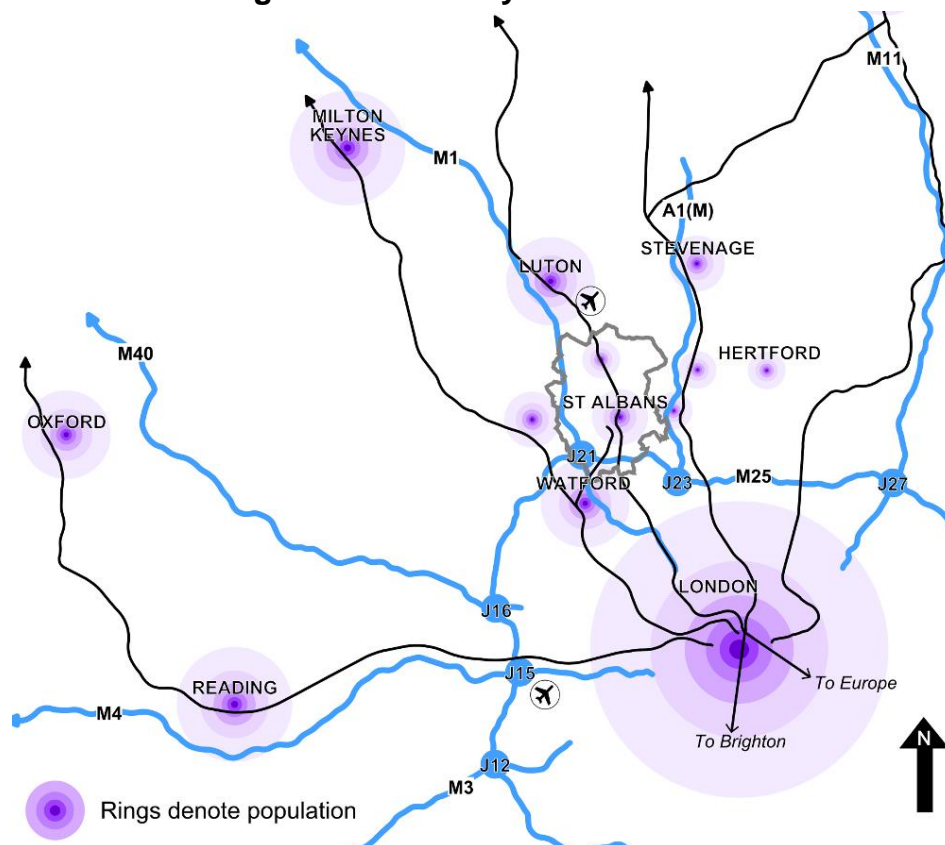 MILTON
KEYNES
M1
M11
A1(M)
STEVENAGE
LUTON
M40
HERTFORD
ST ALBANS
OXFORD
J21
WATFORD
J23
M25
J27
LONDON
J16
READING
J15
To Europe
M4
To Brighton
N
J12
M3
Rings denote population